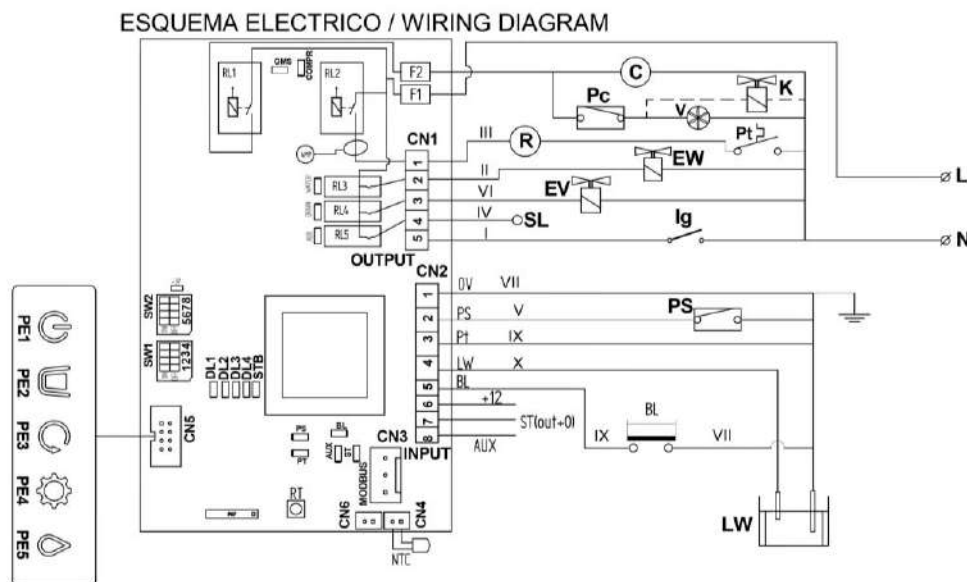 ESQUEMA ELECTRICO / WIRING DIAGRAM
RL1
OMS
COMPR
RL2
F2
F1
C
Pc
K
V
Pt
CN1
III
R
1
2
II
EW
3
VI
EV
4
IV
SL
5
I
Ig
L
N
WATER
RL3
RL4
RL5
OUTPUT
CN2
1
0V
VII
2
PS
V
PS
3
Pt
IX
4
LW
X
5
BL
6
+12
7
ST(out+0)
8
AUX
INPUT
IX
BL
VII
LW
SW2
5678
SW1
1234
DL1
DL2
DL3
DL4
STB
CN5
PS
PT
BL
AUX
ST
CN3
MODBUS
RT
CN6
CN4
NTC
PE1
PE2
PE3
PE4
PE5